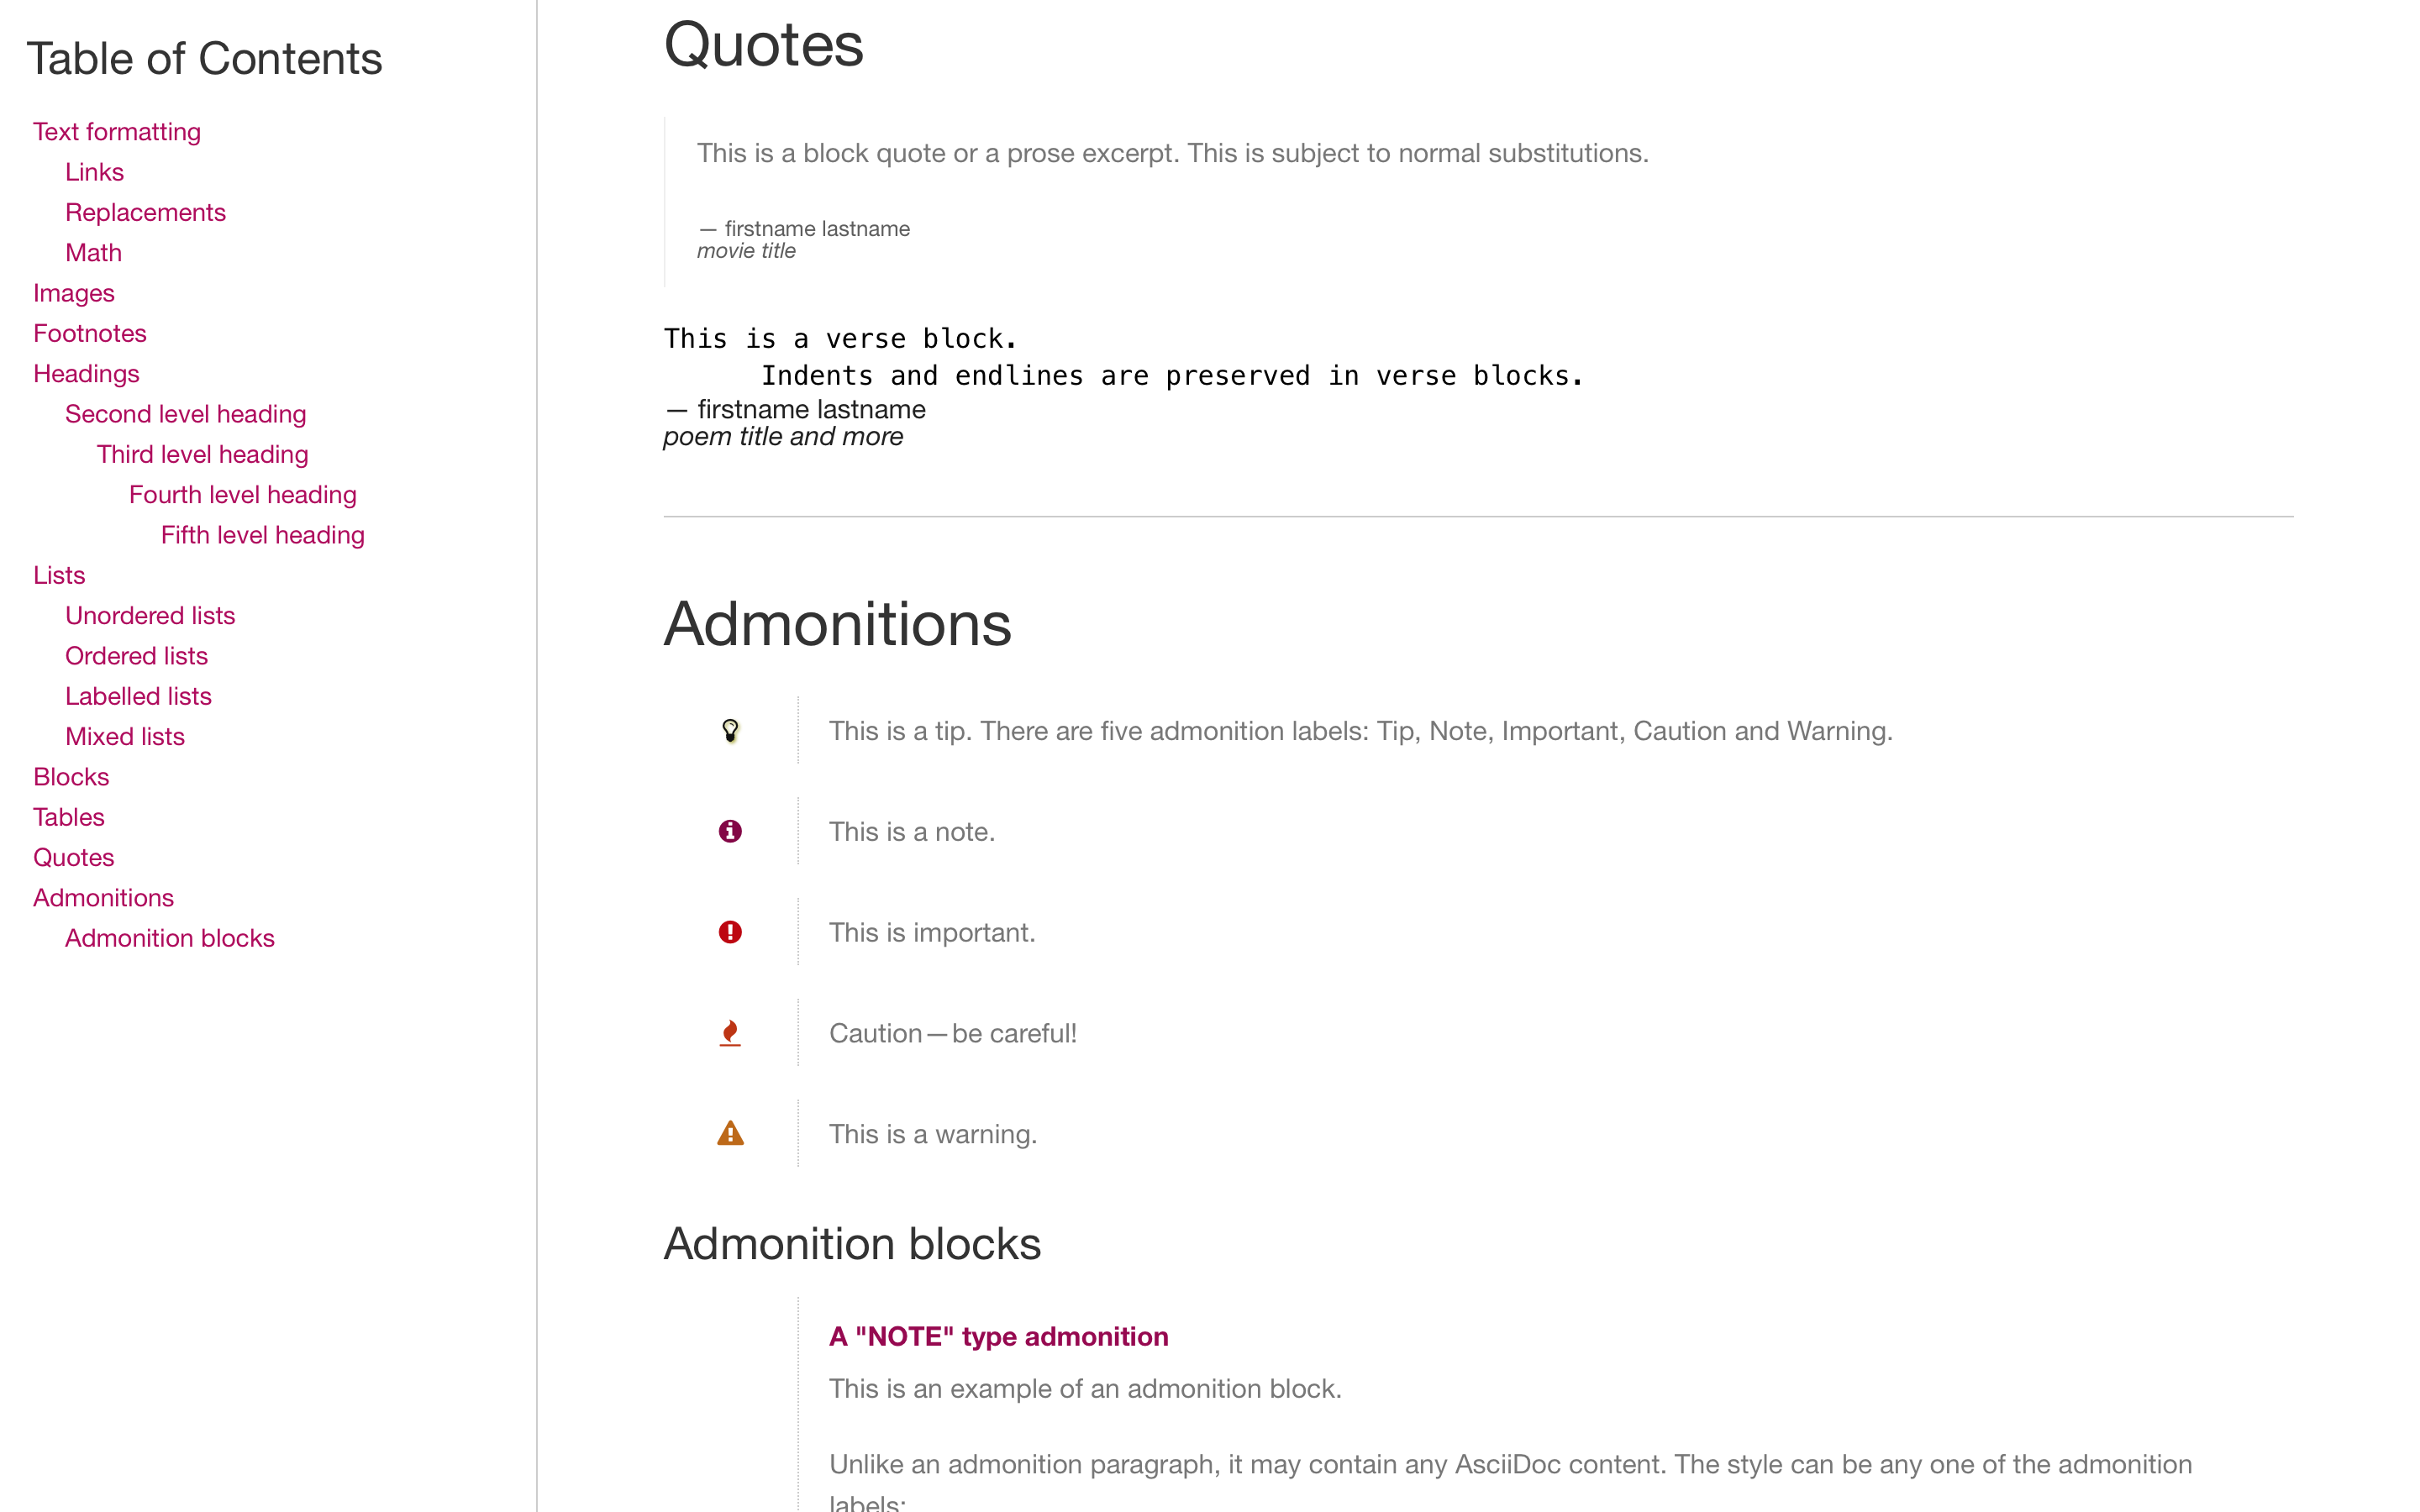 Table of Contents
Text formatting
Links
Replacements
Math
Images
Footnotes
Headings
Second level heading
Third level heading
Fourth level heading
Fifth level heading
Lists
Unordered lists
Ordered lists
Labelled lists
Mixed lists
Blocks
Tables
Quotes
Admonitions
Admonition blocks
Quotes
This is a block quote or a prose excerpt. This is subject to normal substitutions.
— firstname lastname
movie title
This is a verse block.
      Indents and endlines are preserved in verse blocks.
— firstname lastname
poem title and more
Admonitions
This is a tip. There are five admonition labels: Tip, Note, Important, Caution and Warning.
This is a note.
This is important.
Caution — be careful!
This is a warning.
Admonition blocks
A "NOTE" type admonition
This is an example of an admonition block.
Unlike an admonition paragraph, it may contain any AsciiDoc content. The style can be any one of the admonition
labels: